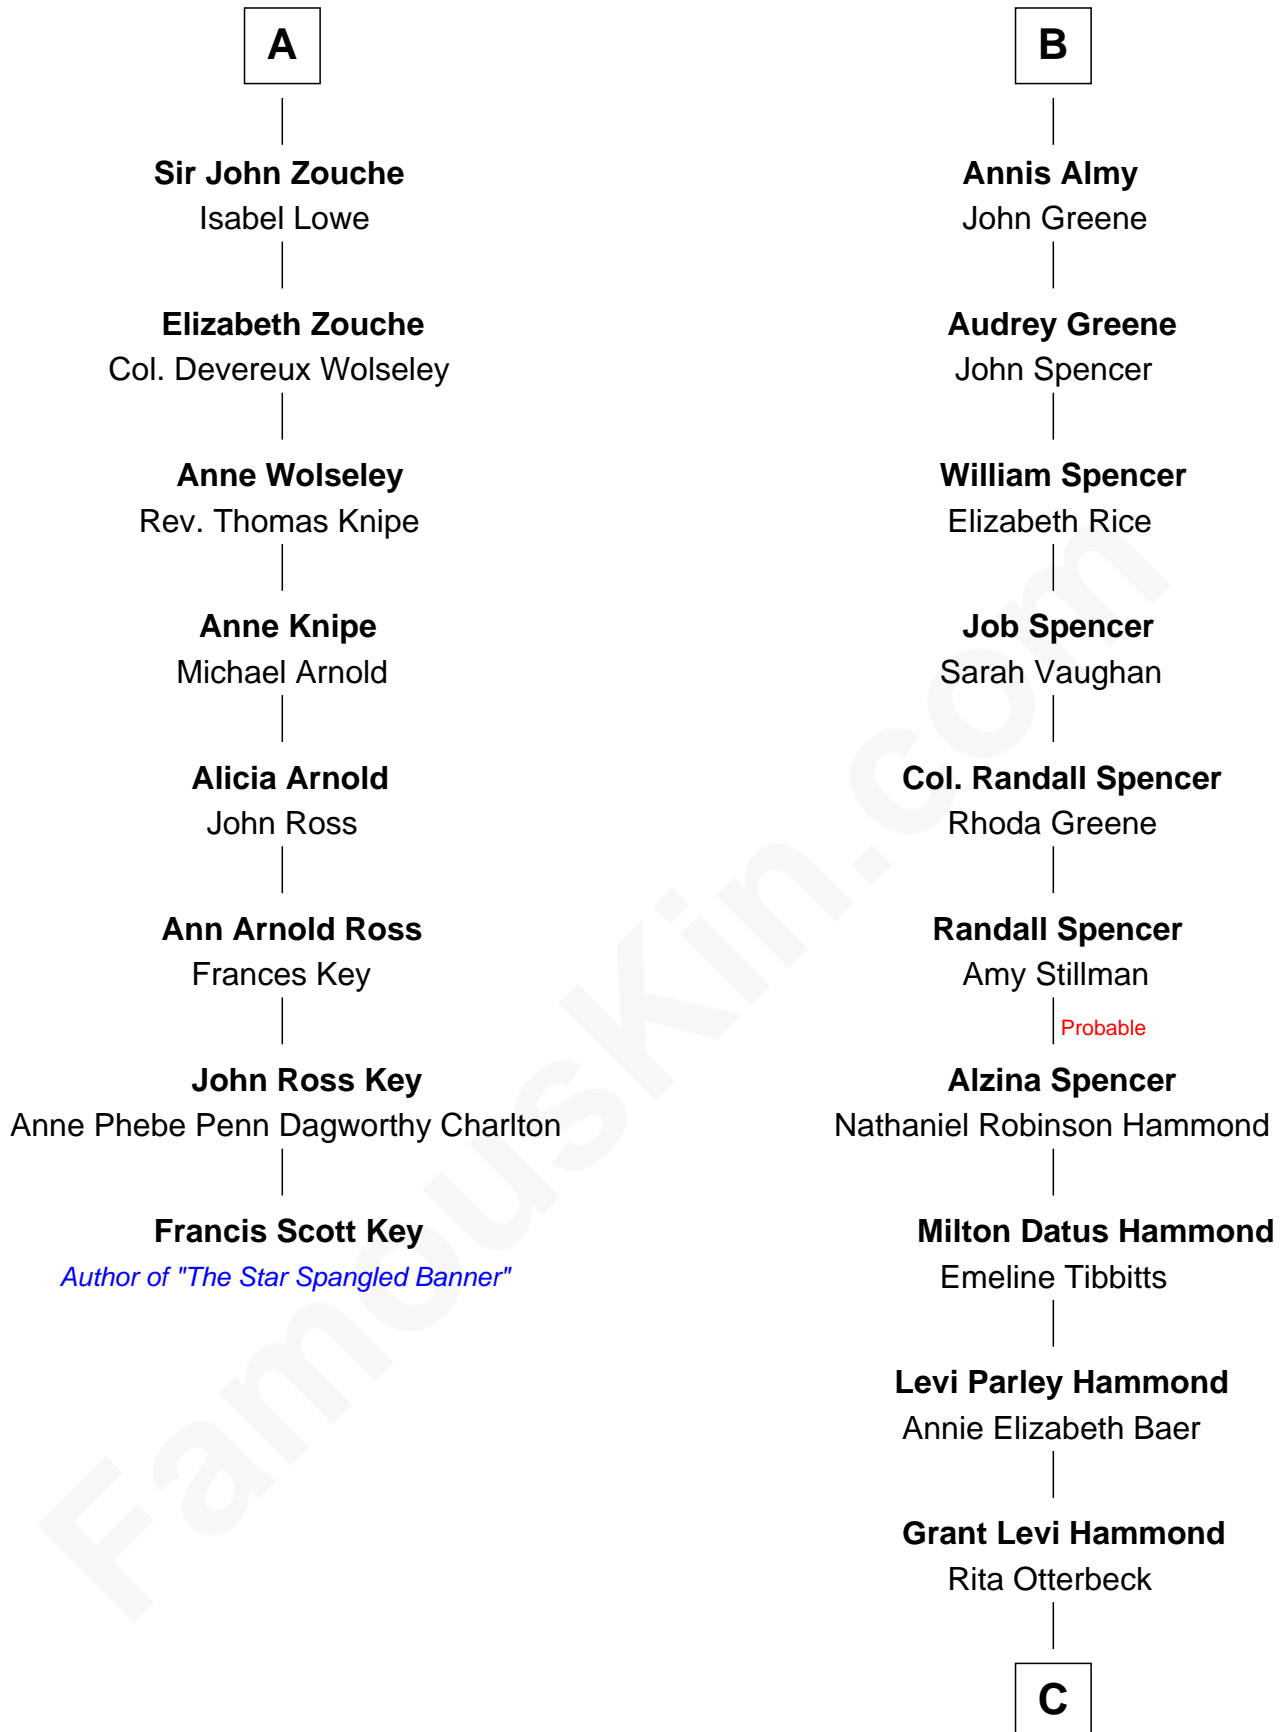 A
Sir John Zouche
Isabel Lowe
Elizabeth Zouche
Col. Devereux Wolseley
Anne Wolseley
Rev. Thomas Knipe
Anne Knipe
Michael Arnold
Alicia Arnold
John Ross
Ann Arnold Ross
Frances Key
John Ross Key
Anne Phebe Penn Dagworthy Charlton
Francis Scott Key
Author of "The Star Spangled Banner"
B
Annis Almy
John Greene
Audrey Greene
John Spencer
William Spencer
Elizabeth Rice
Job Spencer
Sarah Vaughan
Col. Randall Spencer
Rhoda Greene
Randall Spencer
Amy Stillman
Probable
Alzina Spencer
Nathaniel Robinson Hammond
Milton Datus Hammond
Emeline Tibbitts
Levi Parley Hammond
Annie Elizabeth Baer
Grant Levi Hammond
Rita Otterbeck
C
FamousKin.com